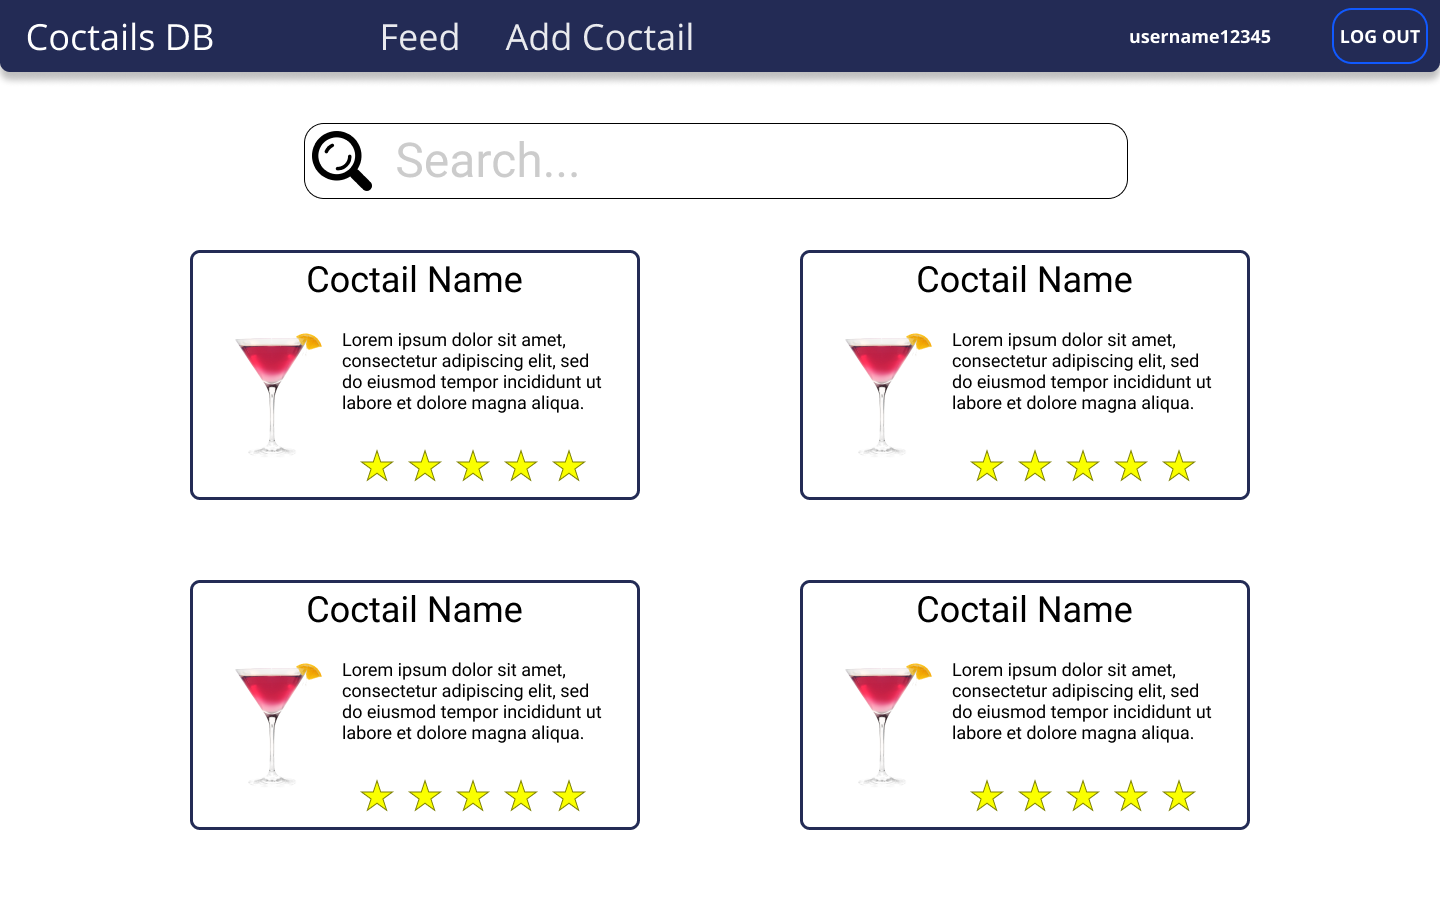 Coctails DB Feed Add Coctail username12345 LOG OUT
Search...
Coctail Name
Lorem ipsum dolor sit amet,
consectetur adipiscing elit, sed
do eiusmod tempor incididunt ut
labore et dolore magna aliqua.
Coctail Name
Lorem ipsum dolor sit amet,
consectetur adipiscing elit, sed
do eiusmod tempor incididunt ut
labore et dolore magna aliqua.
Coctail Name
Lorem ipsum dolor sit amet,
consectetur adipiscing elit, sed
do eiusmod tempor incididunt ut
labore et dolore magna aliqua.
Coctail Name
Lorem ipsum dolor sit amet,
consectetur adipiscing elit, sed
do eiusmod tempor incididunt ut
labore et dolore magna aliqua.